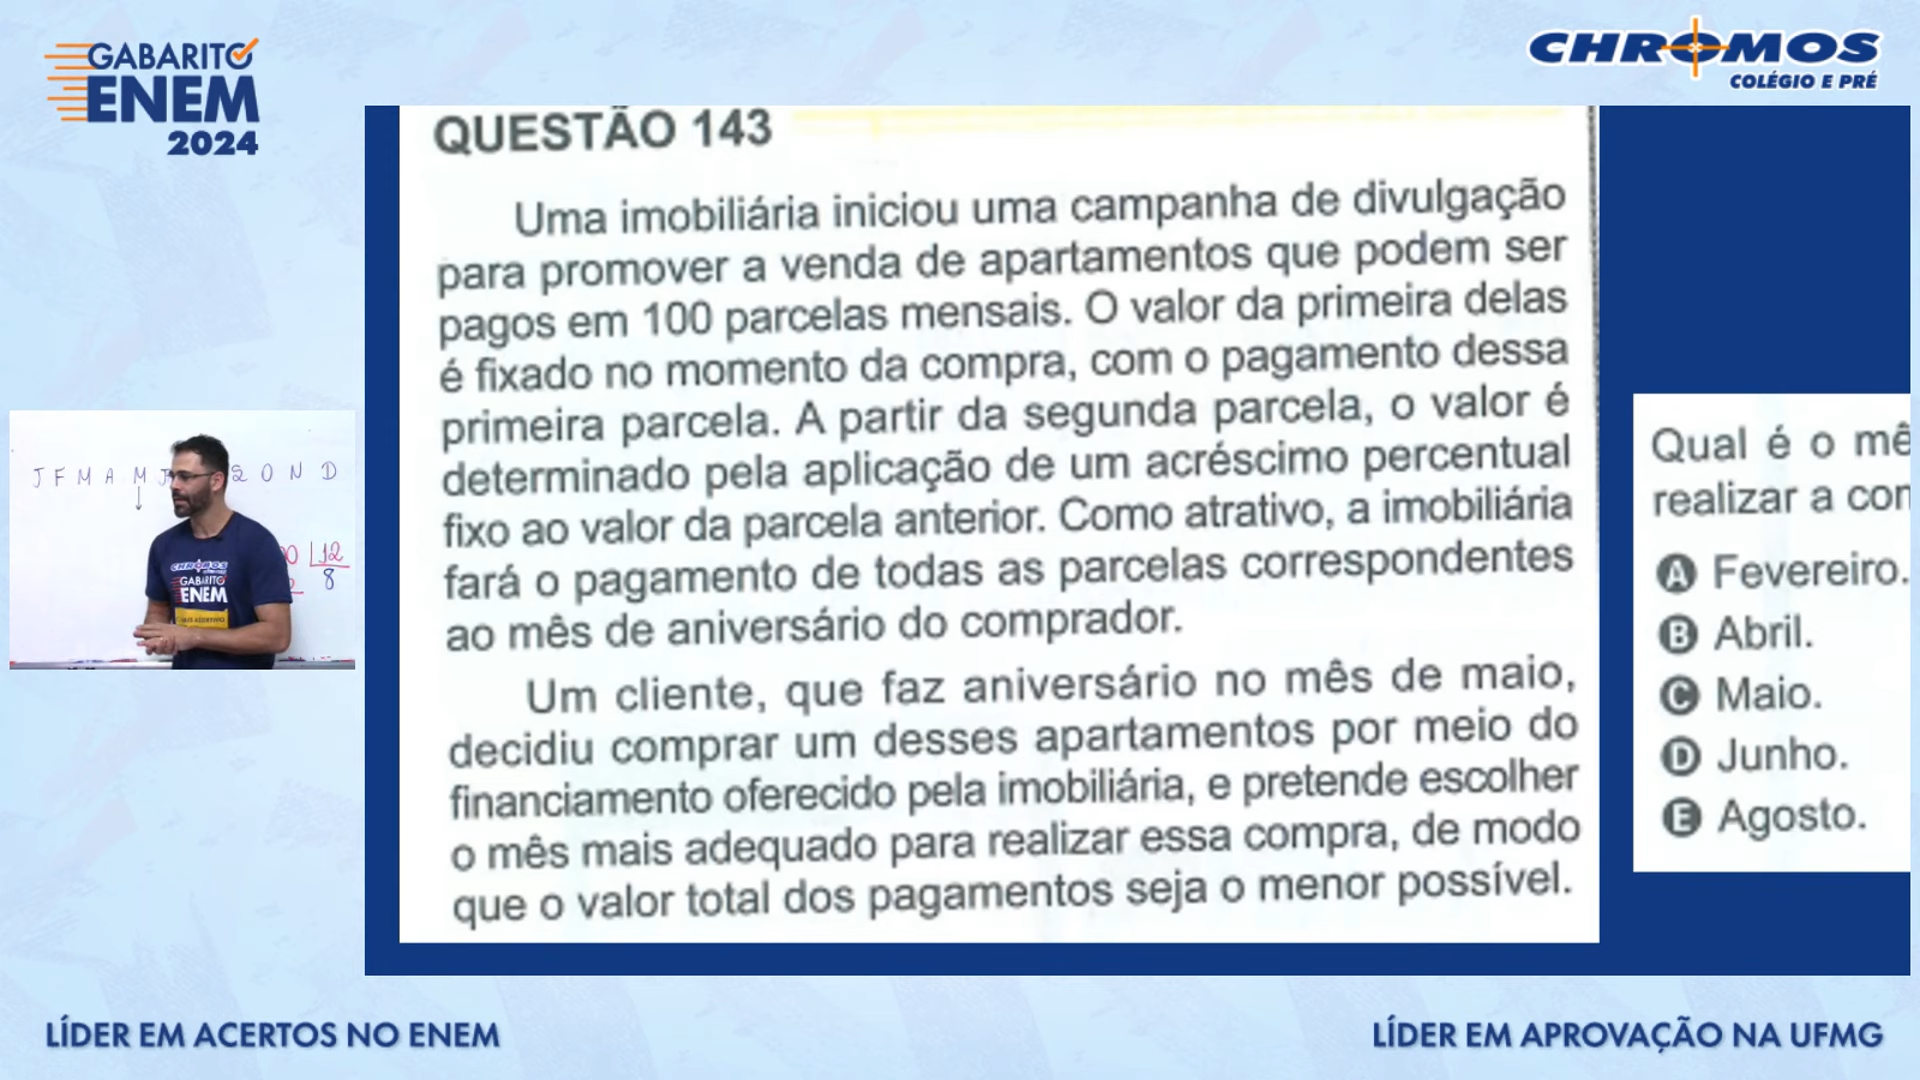 GABARITO
ENEM
2024
CHROMOS
COLÉGIO E PRÉ
QUESTÃO 143
Uma imobiliária iniciou uma campanha de divulgação
para promover a venda de apartamentos que podem ser
pagos em 100 parcelas mensais. O valor da primeira delas
é fixado no momento da compra, com o pagamento dessa
primeira parcela. A partir da segunda parcela, o valor é
determinado pela aplicação de um acréscimo percentual
fixo ao valor da parcela anterior. Como atrativo, a imobiliária
fará o pagamento de todas as parcelas correspondentes
ao mês de aniversário do comprador.
Um cliente, que faz aniversário no mês de maio,
decidiu comprar um desses apartamentos por meio do
financiamento oferecido pela imobiliária, e pretende escolher
o mês mais adequado para realizar essa compra, de modo
que o valor total dos pagamentos seja o menor possível.
Qual é o mê
realizar a con
A Fevereiro.
B Abril.
C Maio.
D Junho.
E Agosto.
J F M A M J S O N D
0 12
8
CHROMOS
GABARITO
ENEM
LÍDER EM ACERTOS NO ENEM
LÍDER EM APROVAÇÃO NA UFMG